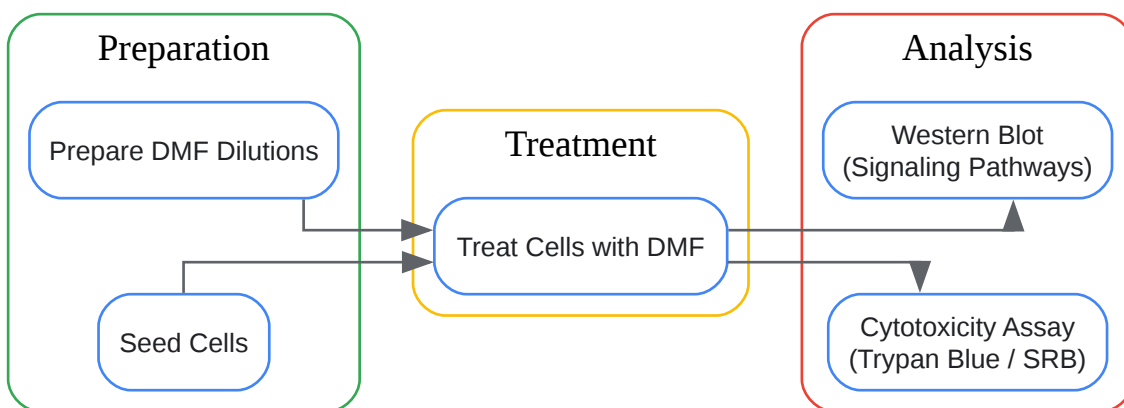 Preparation
Prepare DMF Dilutions
Seed Cells
Treatment
Treat Cells with DMF
Analysis
Western Blot
(Signaling Pathways)
Cytotoxicity Assay
(Trypan Blue / SRB)